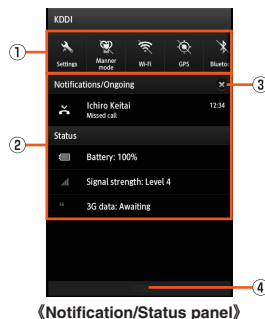 KDDI
①
Settings
Manner mode
Wi-Fi
GPS
Blueto
Notifications/Ongoing
③
Ichiro Keitai 12:34
Missed call
Status
②
Battery: 100%
Signal strength: Level 4
3G
3G data: Awaiting
④
《Notification/Status panel》